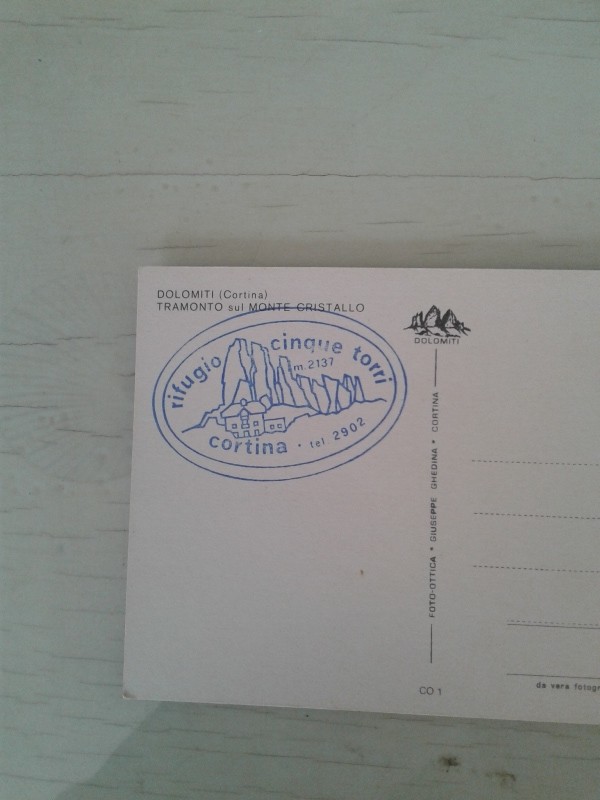 DOLOMITI (Cortina)
TRAMONTO sul MONTE CRISTALLO
rifugio cinque torri
m. 2137
cortina · tel. 2902
DOLOMITI
FOTO-OTTICA * GIUSEPPE GHEDINA * CORTINA
CO 1
da vera fotogr